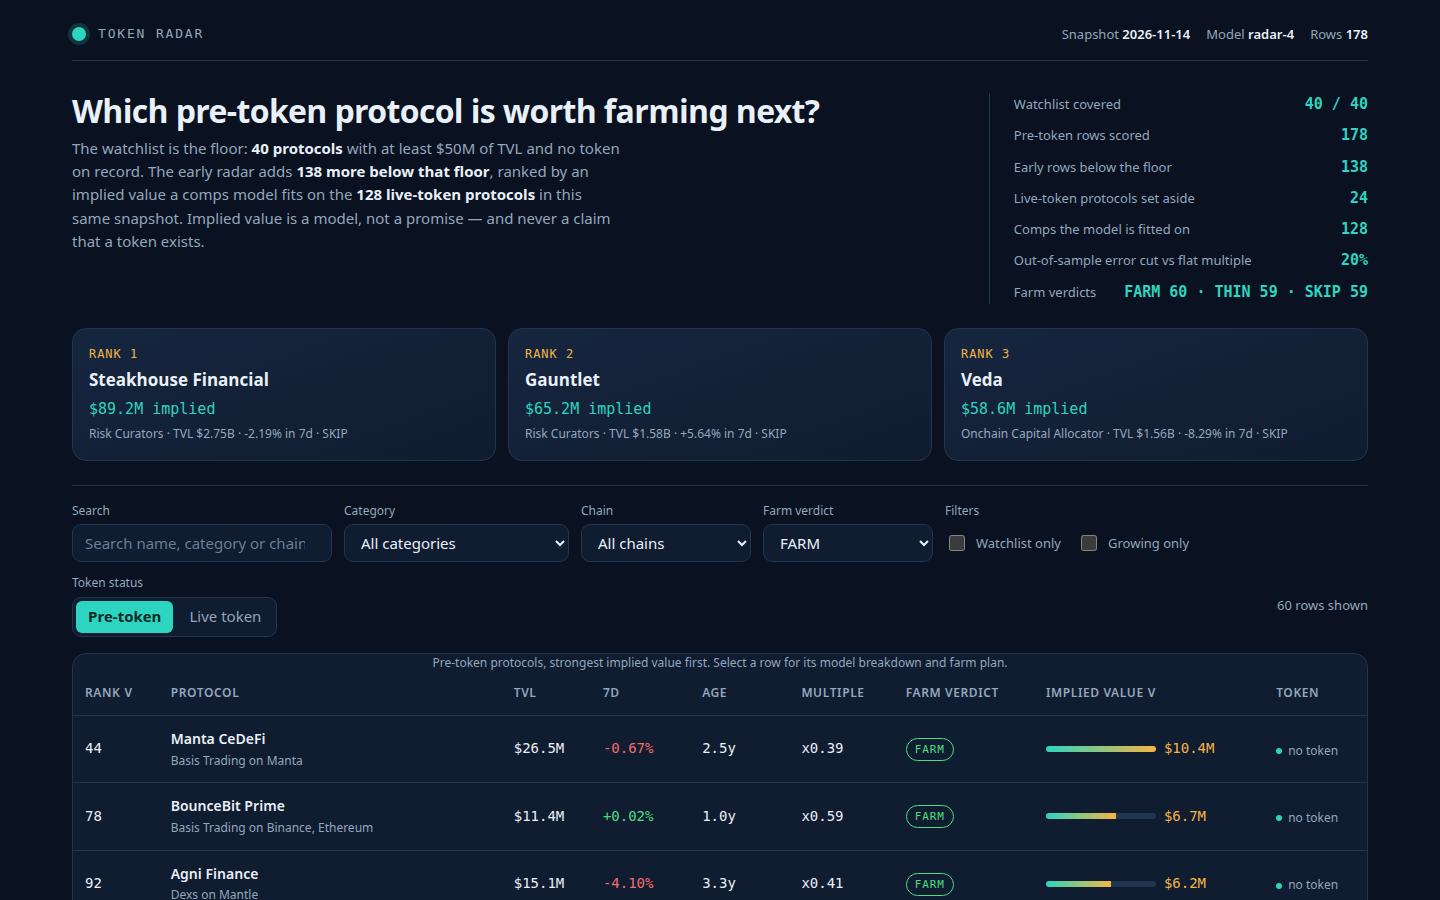 TOKEN RADAR
Snapshot 2026-11-14 Model radar-4 Rows 178
Which pre-token protocol is worth farming next?
The watchlist is the floor: 40 protocols with at least $50M of TVL and no token
on record. The early radar adds 138 more below that floor, ranked by an
implied value a comps model fits on the 128 live-token protocols in this
same snapshot. Implied value is a model, not a promise — and never a claim
that a token exists.
Watchlist covered 40 / 40
Pre-token rows scored 178
Early rows below the floor 138
Live-token protocols set aside 24
Comps the model is fitted on 128
Out-of-sample error cut vs flat multiple 20%
Farm verdicts FARM 60 · THIN 59 · SKIP 59
RANK 1
Steakhouse Financial
$89.2M implied
Risk Curators · TVL $2.75B · -2.19% in 7d · SKIP
RANK 2
Gauntlet
$65.2M implied
Risk Curators · TVL $1.58B · +5.64% in 7d · SKIP
RANK 3
Veda
$58.6M implied
Onchain Capital Allocator · TVL $1.56B · -8.29% in 7d · SKIP
Search Category Chain Farm verdict Filters
Search name, category or chain All categories All chains FARM Watchlist only Growing only
Token status
Pre-token Live token
60 rows shown
Pre-token protocols, strongest implied value first. Select a row for its model breakdown and farm plan.
RANK V PROTOCOL TVL 7D AGE MULTIPLE FARM VERDICT IMPLIED VALUE V TOKEN
44 Manta CeDeFi $26.5M -0.67% 2.5y x0.39 FARM $10.4M no token
Basis Trading on Manta
78 BounceBit Prime $11.4M +0.02% 1.0y x0.59 FARM $6.7M no token
Basis Trading on Binance, Ethereum
92 Agni Finance $15.1M -4.10% 3.3y x0.41 FARM $6.2M no token
Dexs on Mantle